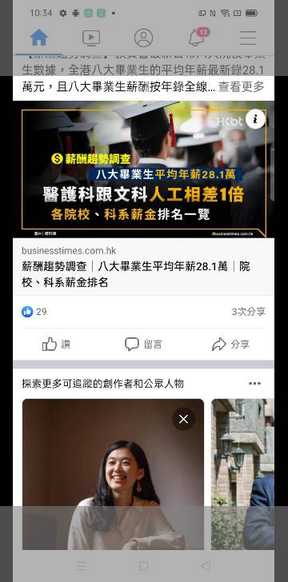 10:34
12
生數據，全港八大畢業生的平均年薪最新錄28.1
萬元，且八大畢業生薪酬按年錄全線... 查看更多
hket
薪酬趨勢調查
八大畢業生平均年薪28.1萬
醫護科跟文科人工相差1倍
各院校、科系薪金排名一覽
businesstimes.com.hk
薪酬趨勢調查｜八大畢業生平均年薪28.1萬｜院
校、科系薪金排名
29
3次分享
讚
留言
分享
探索更多可追蹤的創作者和公眾人物